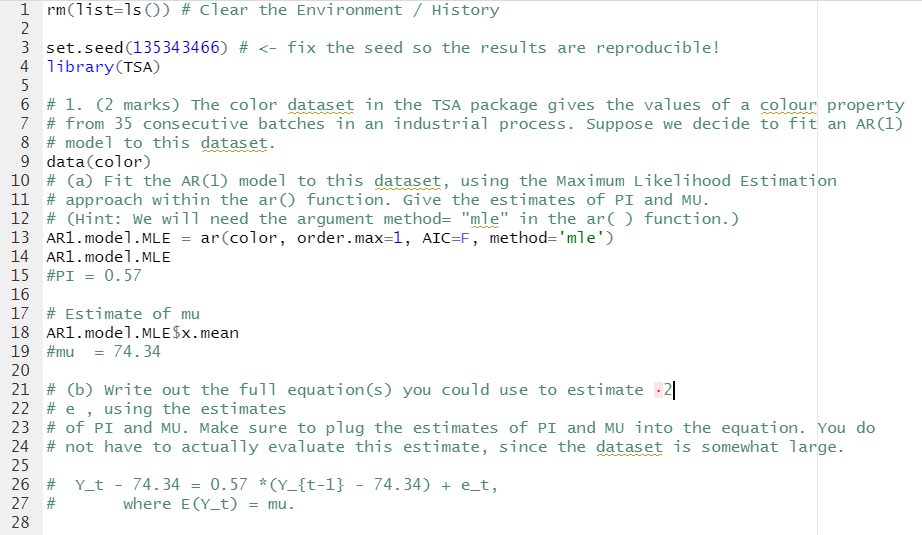 1 rm(list=ls()) # Clear the Environment / History
2
3 set.seed(135343466) # <- fix the seed so the results are reproducible!
4 library(TSA)
5
6 # 1. (2 marks) The color dataset in the TSA package gives the values of a colour property
7 # from 35 consecutive batches in an industrial process. Suppose we decide to fit an AR(1)
8 # model to this dataset.
9 data(color)
10 # (a) Fit the AR(1) model to this dataset, using the Maximum Likelihood Estimation
11 # approach within the ar() function. Give the estimates of PI and MU.
12 # (Hint: We will need the argument method= "mle" in the ar( ) function.)
13 AR1.model.MLE = ar(color, order.max=1, AIC=F, method='mle')
14 AR1.model.MLE
15 #PI = 0.57
16
17 # Estimate of mu
18 AR1.model.MLE$x.mean
19 #mu  = 74.34
20
21 # (b) Write out the full equation(s) you could use to estimate ·2
22 # e , using the estimates
23 # of PI and MU. Make sure to plug the estimates of PI and MU into the equation. You do
24 # not have to actually evaluate this estimate, since the dataset is somewhat large.
25
26 #  Y_t - 74.34 = 0.57 *(Y_{t-1} - 74.34) + e_t,
27 #       where E(Y_t) = mu.
28